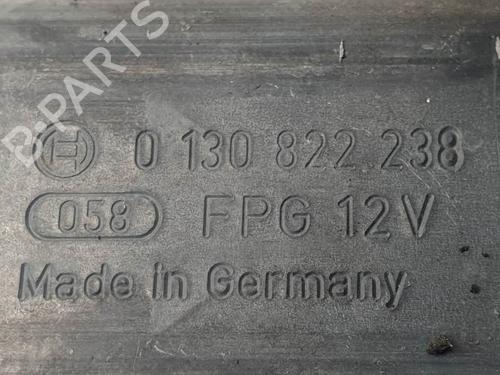 B-PARTS
0 130 822 238
058 FPG 12V
Made in Germany